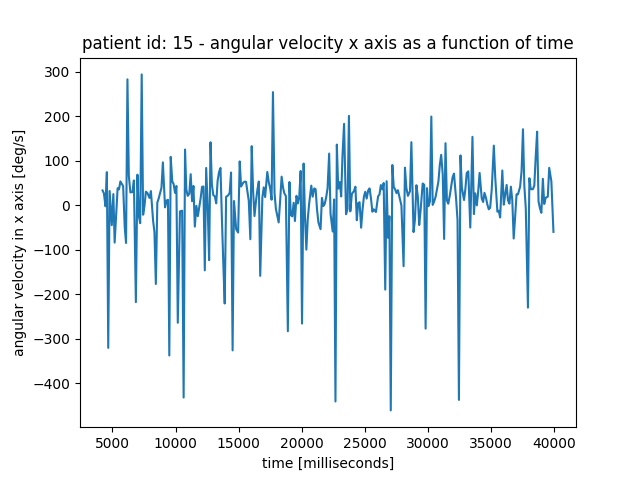 patient id: 15 - angular velocity x axis as a function of time
angular velocity in x axis [deg/s]
300
200
100
0
−100
−200
−300
−400
5000 10000 15000 20000 25000 30000 35000 40000
time [milliseconds]